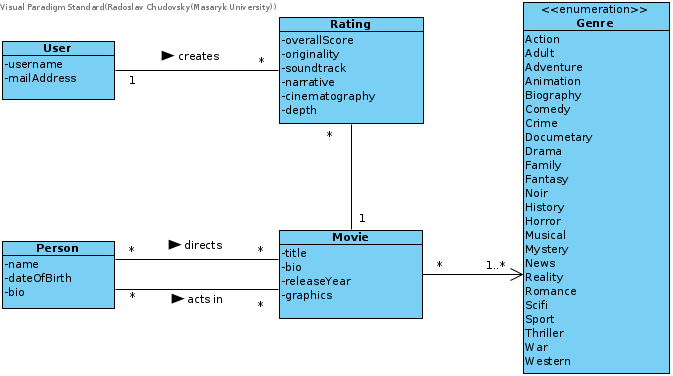 Visual Paradigm Standard(Radoslav Chudovsky(Masaryk University))
User
-username
-mailAddress
creates
1
*
Rating
-overallScore
-originality
-soundtrack
-narrative
-cinematography
-depth
*
1
Person
-name
-dateOfBirth
-bio
directs
*
*
acts in
*
*
Movie
-title
-bio
-releaseYear
-graphics
*
1..*
<<enumeration>>
Genre
Action
Adult
Adventure
Animation
Biography
Comedy
Crime
Documetary
Drama
Family
Fantasy
Noir
History
Horror
Musical
Mystery
News
Reality
Romance
Scifi
Sport
Thriller
War
Western